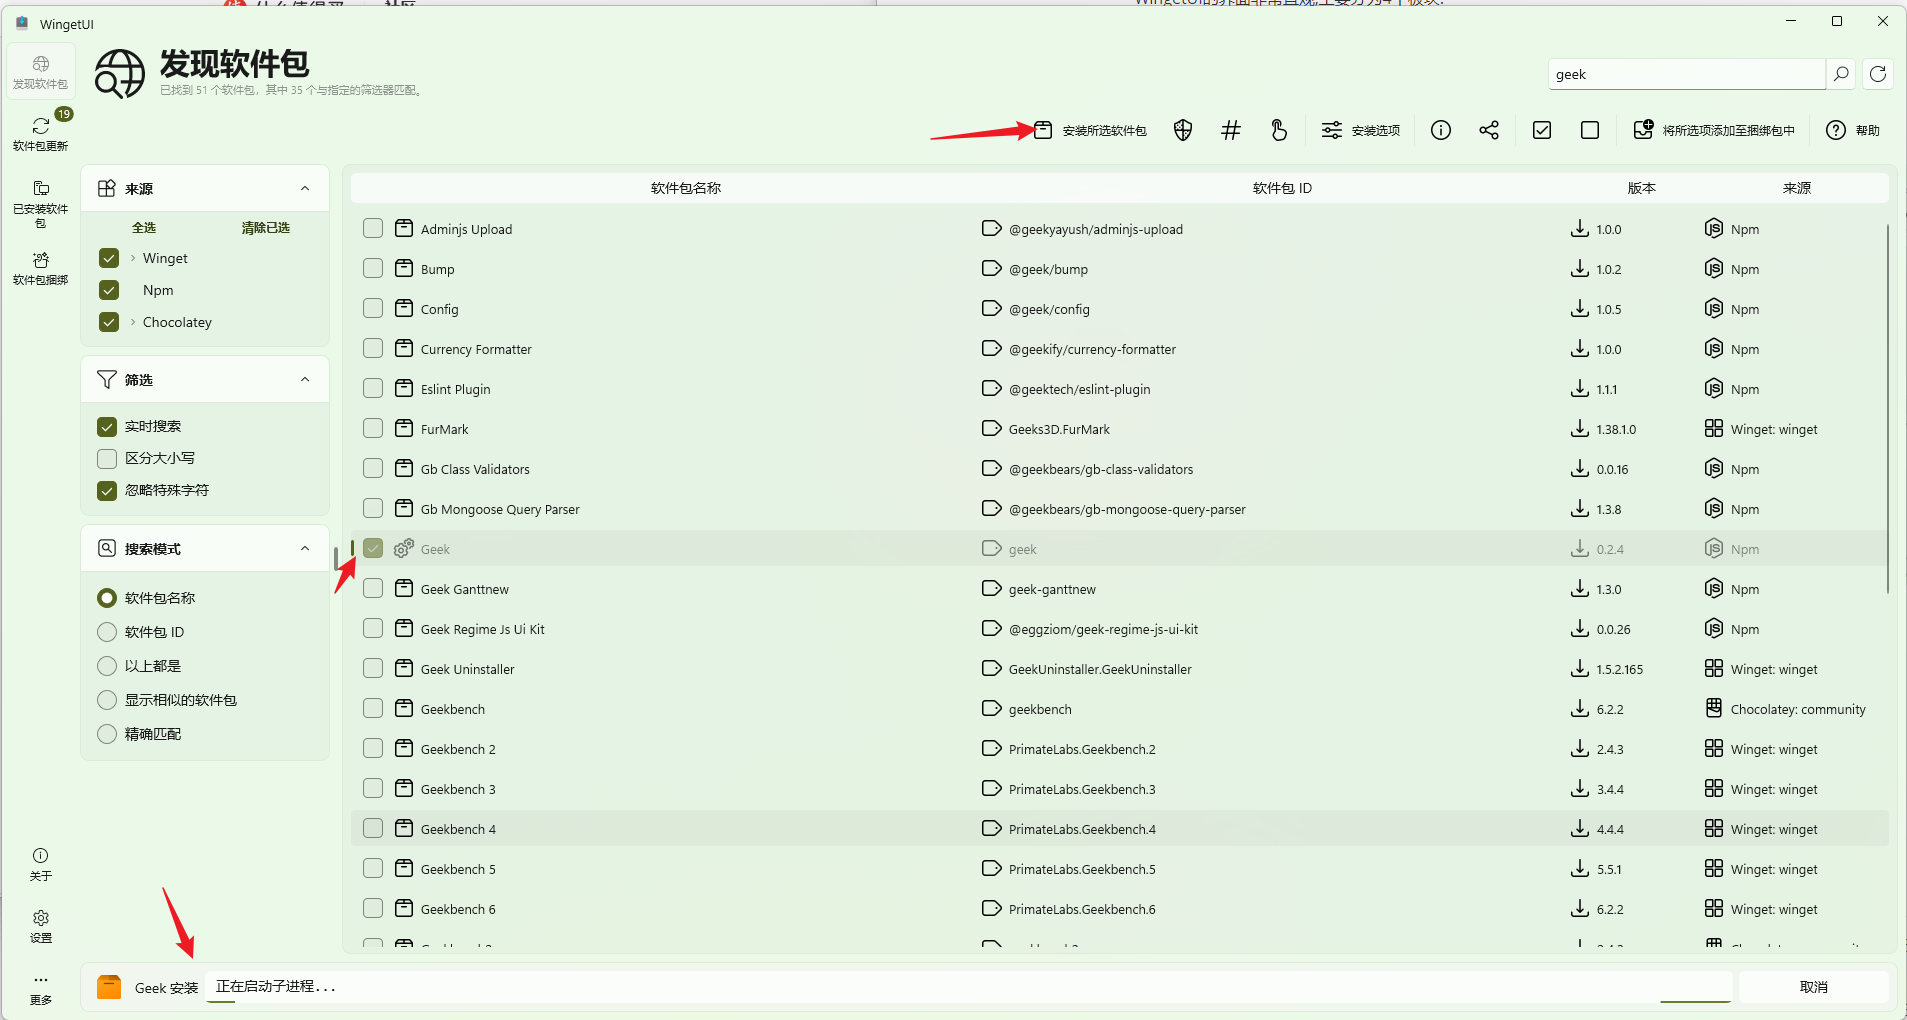 WingetUI
发现软件包
发现软件包
已找到 51 个软件包，其中 35 个与指定的筛选器匹配。
geek
19
软件包更新
安装所选软件包
安装选项
将所选项添加至捆绑包中
帮助
已安装软件
包
软件包捆绑
来源
全选 清除已选
Winget
Npm
Chocolatey
筛选
实时搜索
区分大小写
忽略特殊字符
搜索模式
软件包名称
软件包 ID
以上都是
显示相似的软件包
精确匹配
软件包名称 软件包 ID 版本 来源
Adminjs Upload @geekyayush/adminjs-upload 1.0.0 Npm
Bump @geek/bump 1.0.2 Npm
Config @geek/config 1.0.5 Npm
Currency Formatter @geekify/currency-formatter 1.0.0 Npm
Eslint Plugin @geektech/eslint-plugin 1.1.1 Npm
FurMark Geeks3D.FurMark 1.38.1.0 Winget: winget
Gb Class Validators @geekbears/gb-class-validators 0.0.16 Npm
Gb Mongoose Query Parser @geekbears/gb-mongoose-query-parser 1.3.8 Npm
Geek geek 0.2.4 Npm
Geek Ganttnew geek-ganttnew 1.3.0 Npm
Geek Regime Js Ui Kit @eggziom/geek-regime-js-ui-kit 0.0.26 Npm
Geek Uninstaller GeekUninstaller.GeekUninstaller 1.5.2.165 Winget: winget
Geekbench geekbench 6.2.2 Chocolatey: community
Geekbench 2 PrimateLabs.Geekbench.2 2.4.3 Winget: winget
Geekbench 3 PrimateLabs.Geekbench.3 3.4.4 Winget: winget
Geekbench 4 PrimateLabs.Geekbench.4 4.4.4 Winget: winget
Geekbench 5 PrimateLabs.Geekbench.5 5.5.1 Winget: winget
Geekbench 6 PrimateLabs.Geekbench.6 6.2.2 Winget: winget
关于
设置
更多
Geek 安装 正在启动子进程...
取消